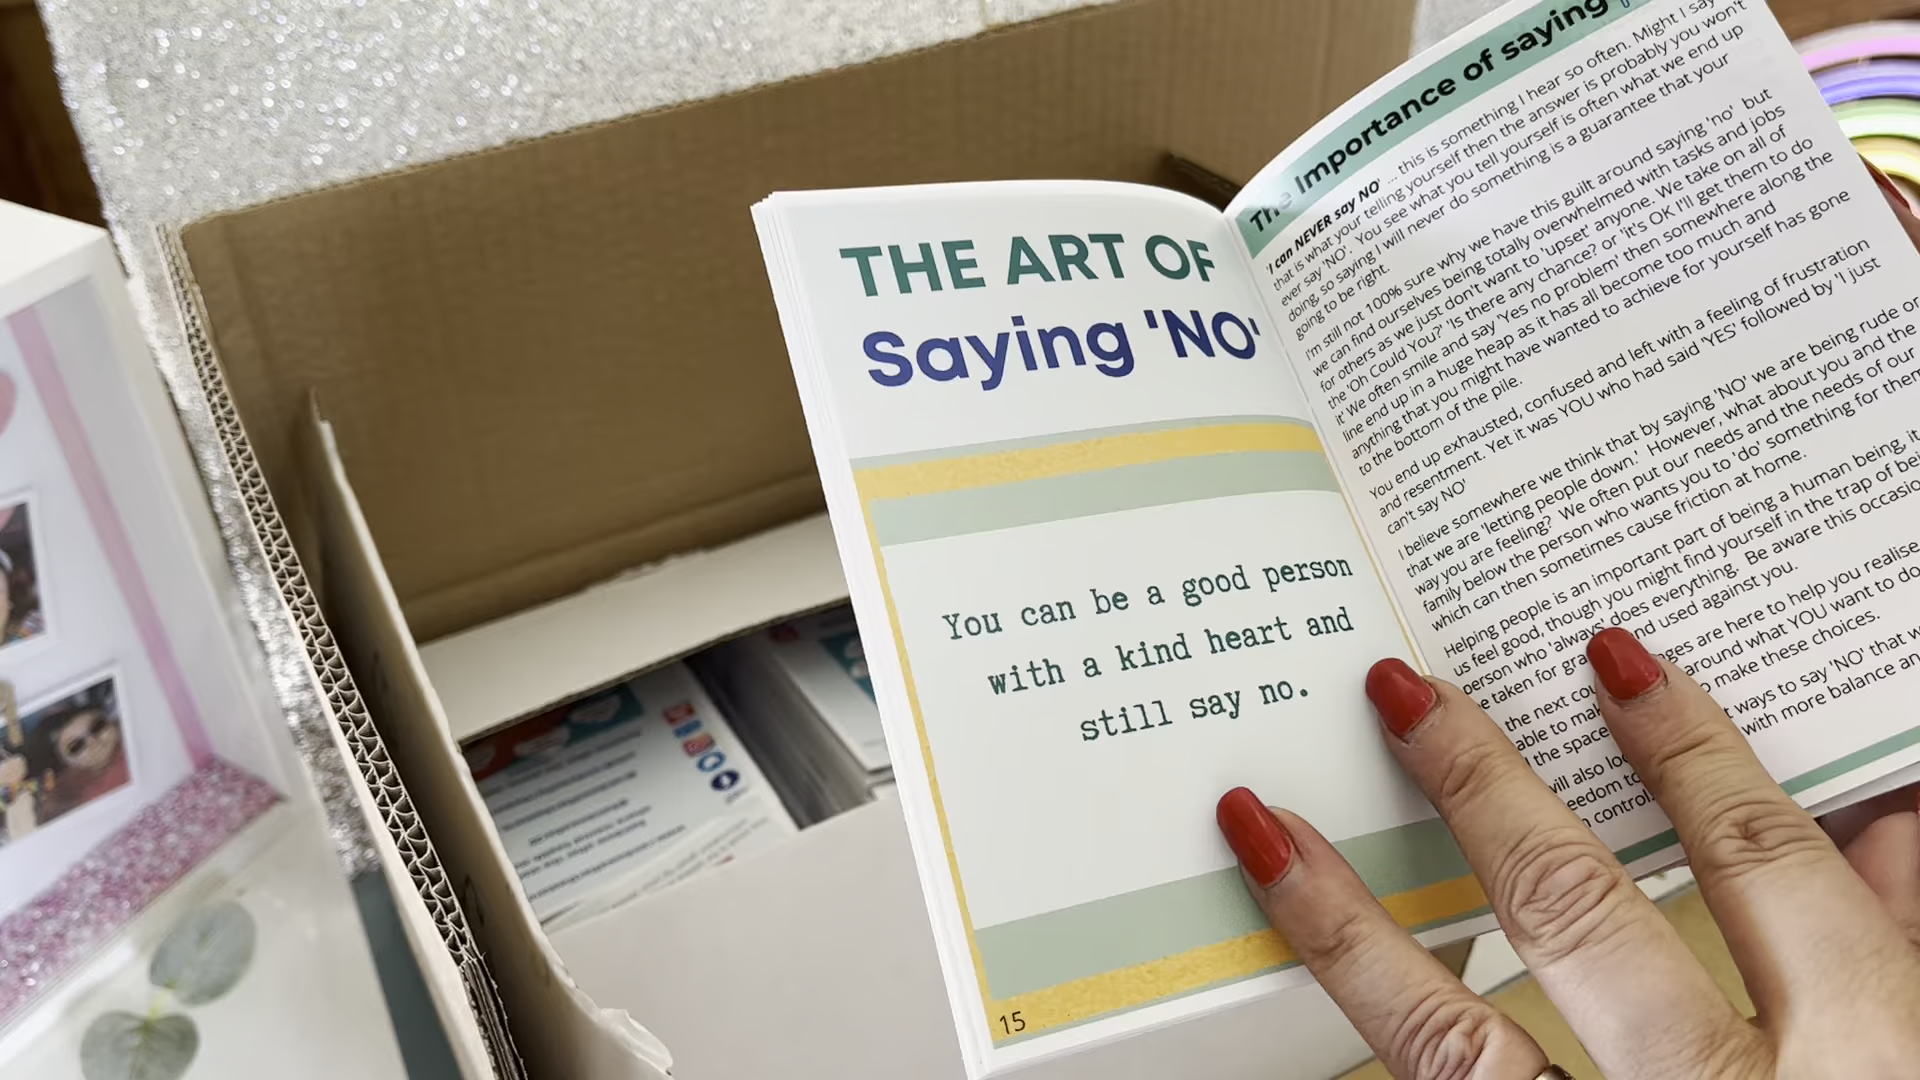 THE ART OF
Saying 'NO'
You can be a good person
with a kind heart and
still say no.
15
The Importance of saying
'I can NEVER say NO' ... this is something I hear so often. Might I say
that is what your telling yourself then the answer is probably you won't
ever say 'NO'. You see what you tell yourself is often what we end up
doing, so saying I will never do something is a guarantee that your
going to be right.
I'm still not 100% sure why we have this guilt around saying 'no' but
we can find ourselves being totally overwhelmed with tasks and jobs
for others as we just don't want to 'upset' anyone. We take on all of
the 'Oh Could You?' 'Is there any chance? or 'it's OK I'll get them to do
it' We often smile and say 'Yes no problem' then somewhere along the
line end up in a huge heap as it has all become too much and
anything that you might have wanted to achieve for yourself has gone
to the bottom of the pile.
You end up exhausted, confused and left with a feeling of frustration
and resentment. Yet it was YOU who had said 'YES' followed by 'I just
can't say NO'
I believe somewhere we think that by saying 'NO' we are being rude or
that we are 'letting people down.' However, what about you and the
way you are feeling? We often put our needs and the needs of our
family below the person who wants you to 'do' something for them
which can then sometimes cause friction at home.
Helping people is an important part of being a human being, it
us feel good, though you might find yourself in the trap of
person who 'always' does everything. Be aware this
taken for and used against you.
the next are here to help you realise
able to around what YOU want to do
the space make these choices.
will also ways to say 'NO' that
with more balance
control.